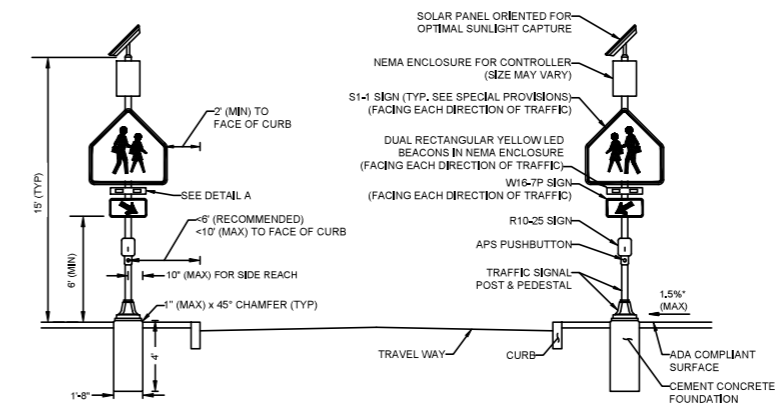 SOLAR PANEL ORIENTED FOR
OPTIMAL SUNLIGHT CAPTURE
NEMA ENCLOSURE FOR CONTROLLER
(SIZE MAY VARY)
S1-1 SIGN (TYP. SEE SPECIAL PROVISIONS)
(FACING EACH DIRECTION OF TRAFFIC)
2' (MIN) TO
FACE OF CURB
DUAL RECTANGULAR YELLOW LED
BEACONS IN NEMA ENCLOSURE
(FACING EACH DIRECTION OF TRAFFIC)
W16-7P SIGN
(FACING EACH DIRECTION OF TRAFFIC)
SEE DETAIL A
15' (TYP)
<6' (RECOMMENDED)
<10' (MAX) TO FACE OF CURB
R10-25 SIGN
APS PUSHBUTTON
6' (MIN)
10" (MAX) FOR SIDE REACH
TRAFFIC SIGNAL
POST & PEDESTAL
1" (MAX) x 45° CHAMFER (TYP)
1.5%*
(MAX)
4'
TRAVEL WAY
CURB
ADA COMPLIANT
SURFACE
CEMENT CONCRETE
FOUNDATION
1'-8"